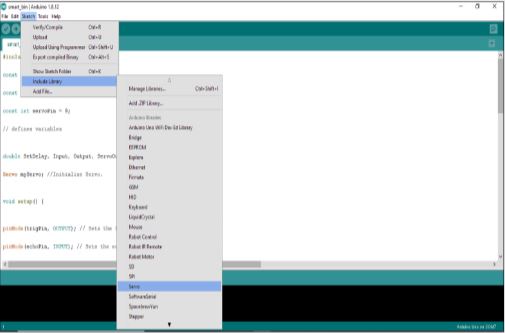 smart_bin | Arduino 1.8.12
File Edit Sketch Tools Help
Verify/Compile Ctrl+R
Upload Ctrl+U
Upload Using Programmer Ctrl+Shift+U
Export compiled Binary Ctrl+Alt+S
Show Sketch Folder Ctrl+K
Include Library
Add File...
Manage Libraries... Ctrl+Shift+I
Add .ZIP Library...
Arduino libraries
Arduino Uno WiFi Dev Ed Library
Bridge
EEPROM
Esplora
Ethernet
Firmata
GSM
HID
Keyboard
LiquidCrystal
Mouse
Robot Control
Robot IR Remote
Robot Motor
SD
SPI
Servo
SoftwareSerial
SpacebrewYun
Stepper
smart_
#inclu
const
const
const int servoPin = 9;
// defines variables
double SetDelay, Input, Output, ServoO
Servo myServo; //Initialise Servo.
void setup() {
pinMode(trigPin, OUTPUT); // Sets the
pinMode(echoPin, INPUT); // Sets the e
Arduino Uno on COM7